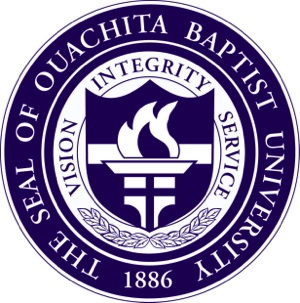 THE SEAL OF OUACHITA BAPTIST UNIVERSITY
VISION INTEGRITY SERVICE
1886